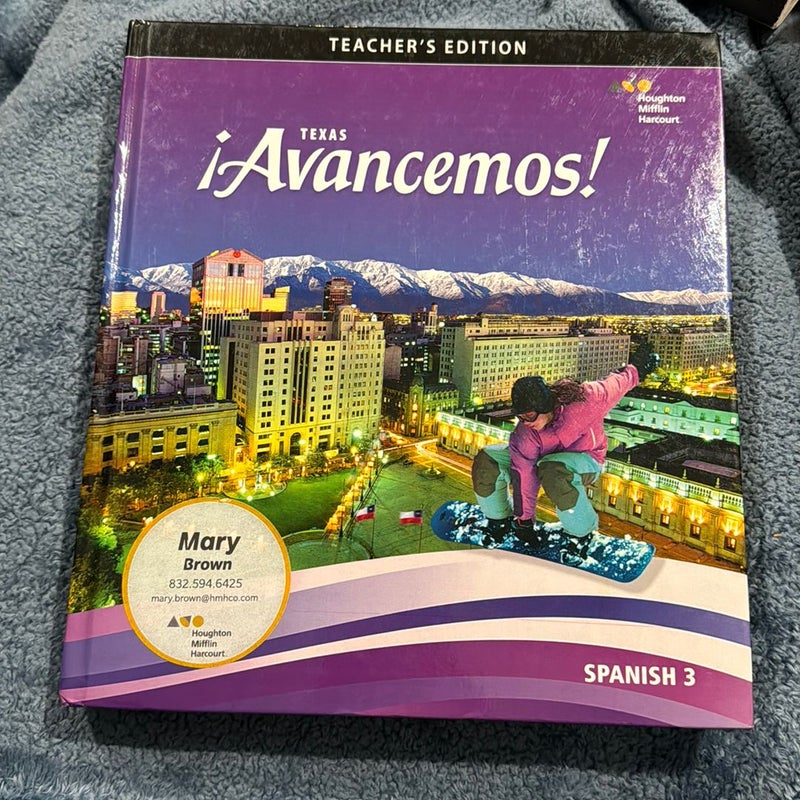 TEACHER'S EDITION
Houghton
Mifflin
Harcourt
TEXAS
¡Avancemos!
Mary
Brown
832.594.6425
mary.brown@hmhco.com
Houghton
Mifflin
Harcourt
SPANISH 3